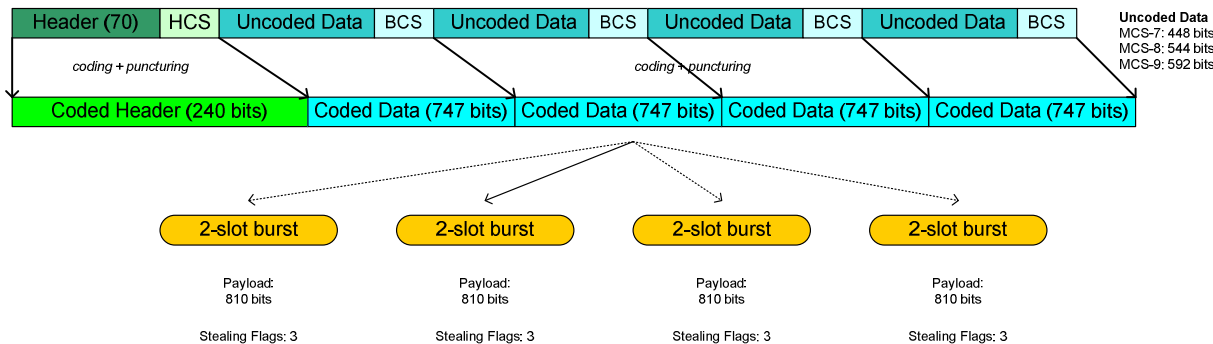 Header (70) HCS Uncoded Data BCS Uncoded Data BCS Uncoded Data BCS Uncoded Data BCS
Uncoded Data
MCS-7: 448 bits
MCS-8: 544 bits
MCS-9: 592 bits
coding + puncturing coding + puncturing
Coded Header (240 bits) Coded Data (747 bits) Coded Data (747 bits) Coded Data (747 bits) Coded Data (747 bits)
2-slot burst 2-slot burst 2-slot burst 2-slot burst
Payload: Payload: Payload: Payload:
810 bits 810 bits 810 bits 810 bits
Stealing Flags: 3 Stealing Flags: 3 Stealing Flags: 3 Stealing Flags: 3